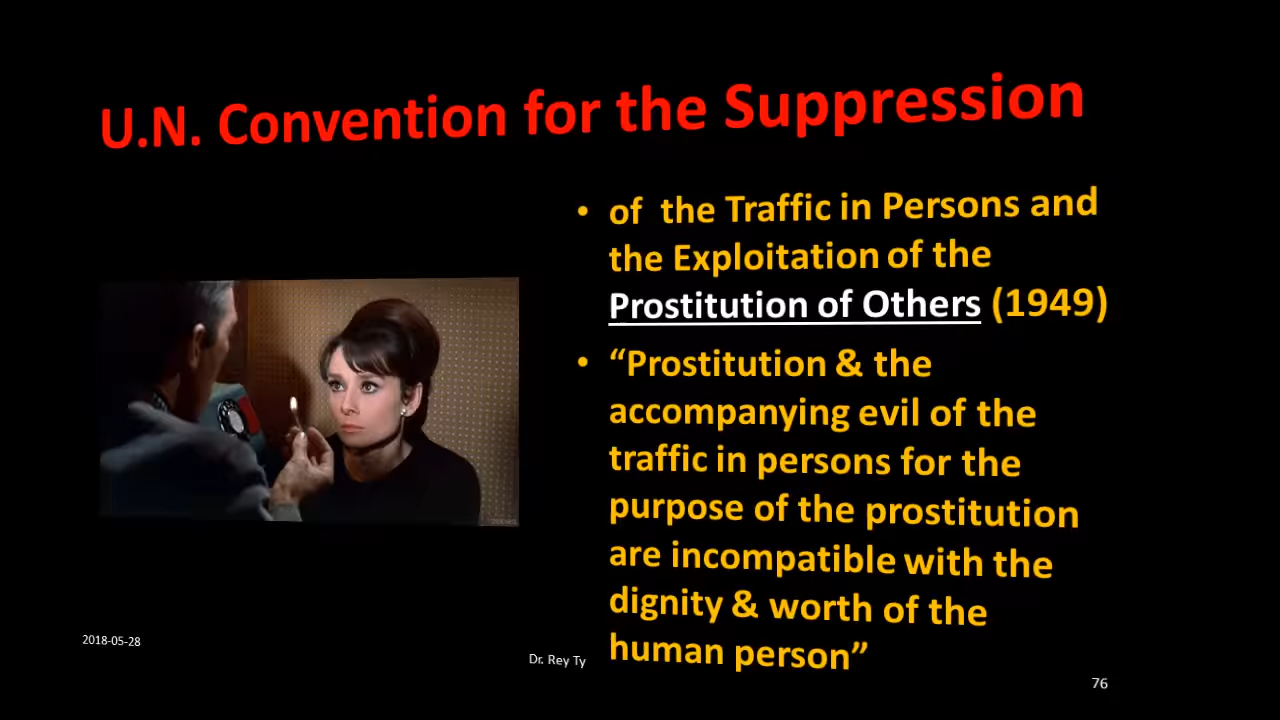 U.N. Convention for the Suppression
• of the Traffic in Persons and
the Exploitation of the
Prostitution of Others (1949)
• “Prostitution & the
accompanying evil of the
traffic in persons for the
purpose of the prostitution
are incompatible with the
dignity & worth of the
human person”
2018-05-28
Dr. Rey Ty
76